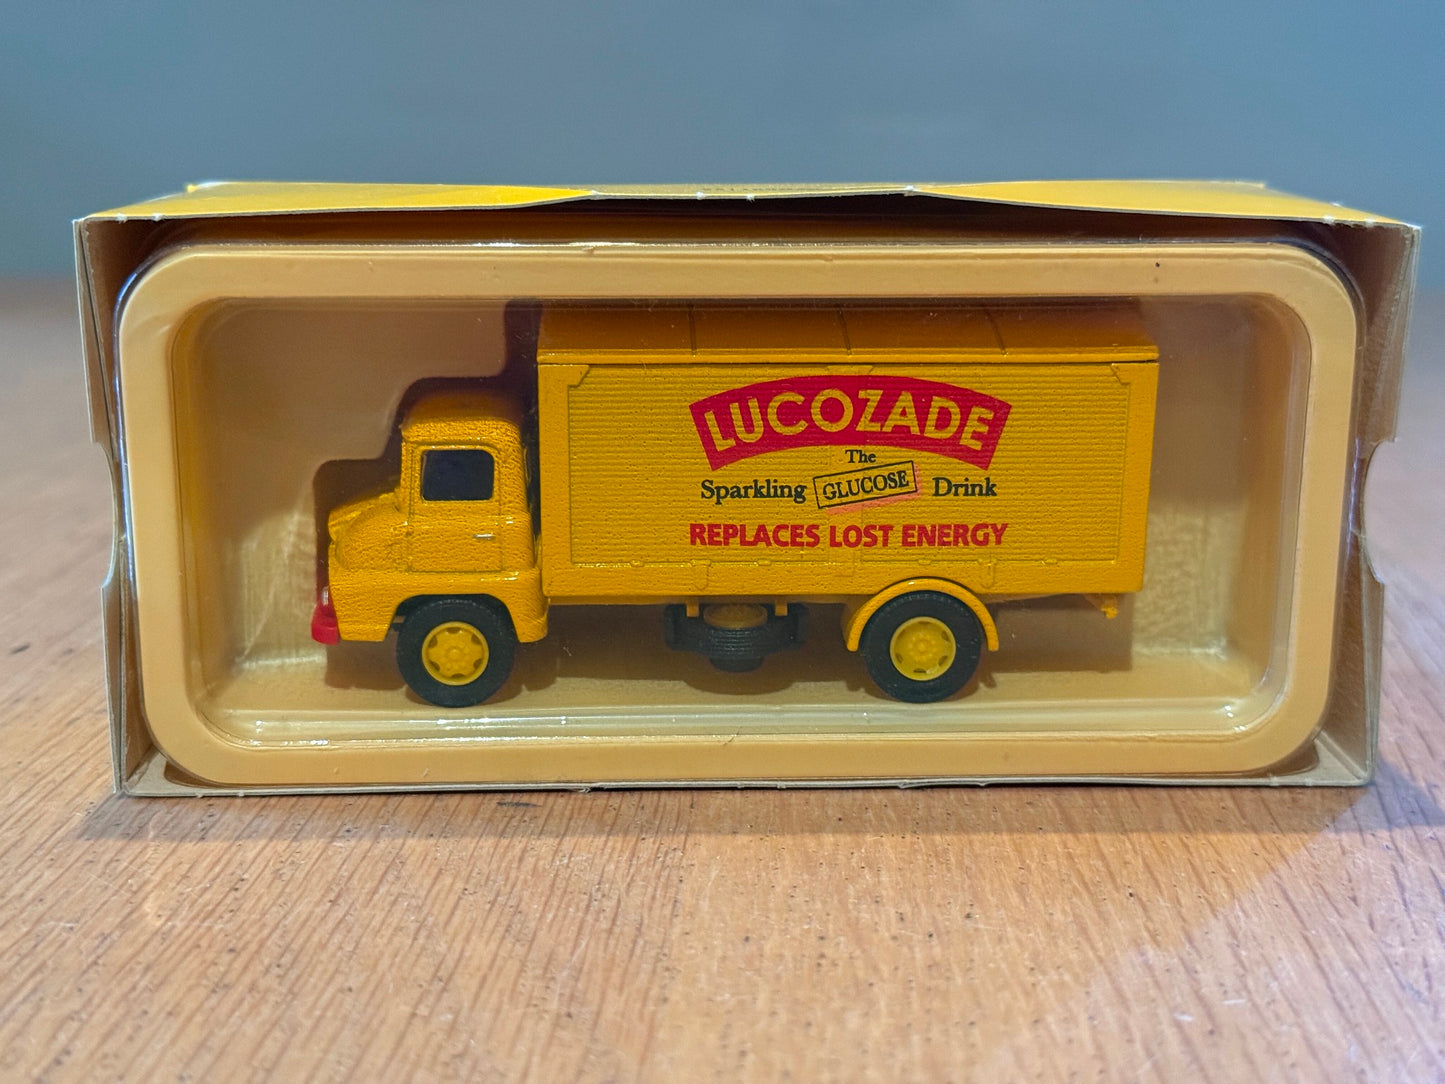 LUCOZADE
The
Sparkling GLUCOSE Drink
REPLACES LOST ENERGY